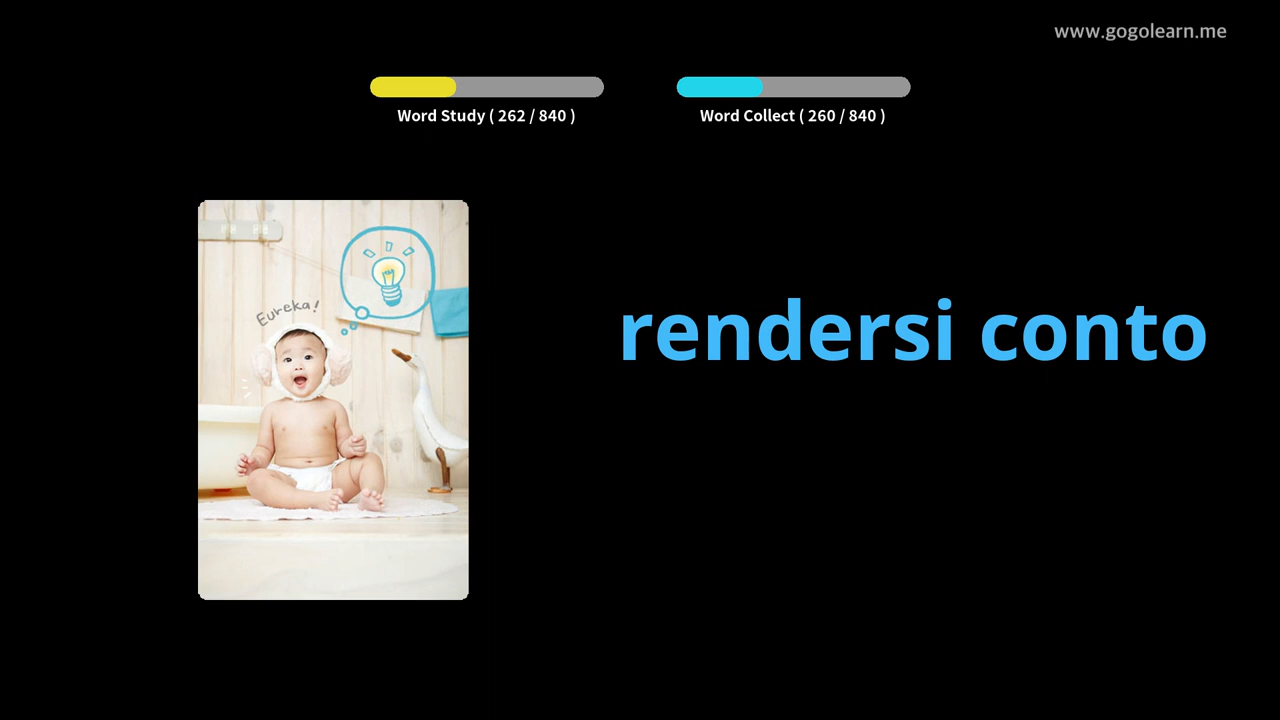 www.gogolearn.me
Word Study ( 262 / 840 )
Word Collect ( 260 / 840 )
Eureka!
rendersi conto